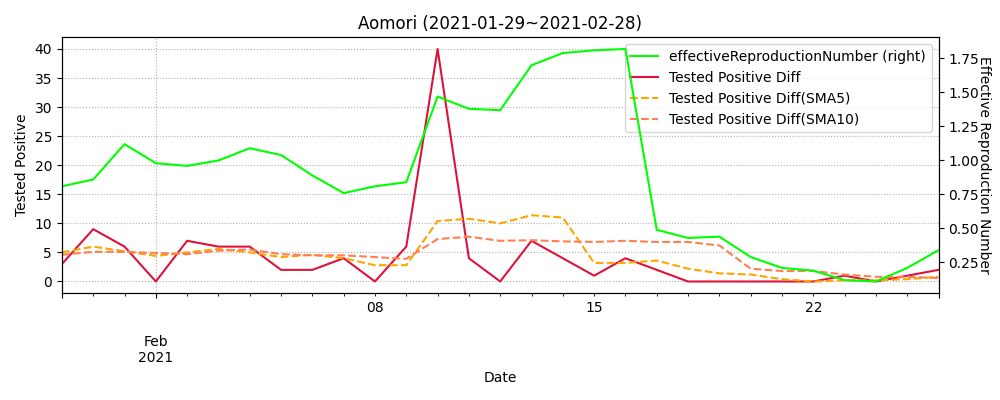 Aomori (2021-01-29~2021-02-28)
effectiveReproductionNumber (right)
Tested Positive Diff
Tested Positive Diff(SMA5)
Tested Positive Diff(SMA10)
Tested Positive
40
35
30
25
20
15
10
5
0
Effective Reproduction Number
1.75
1.50
1.25
1.00
0.75
0.50
0.25
08
15
22
Feb
2021
Date